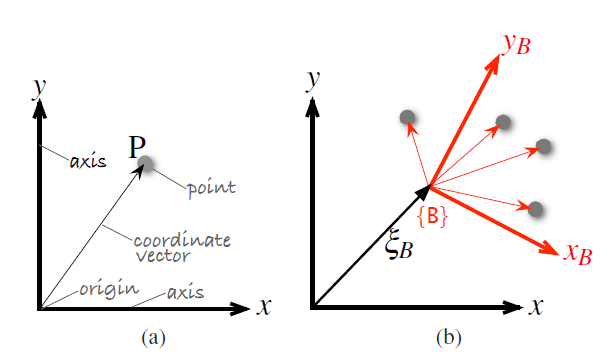 y
P
axis
point
coordinate
vector
origin
axis
x
(a)
y
y_B
{B}
ξ_B
x_B
x
(b)